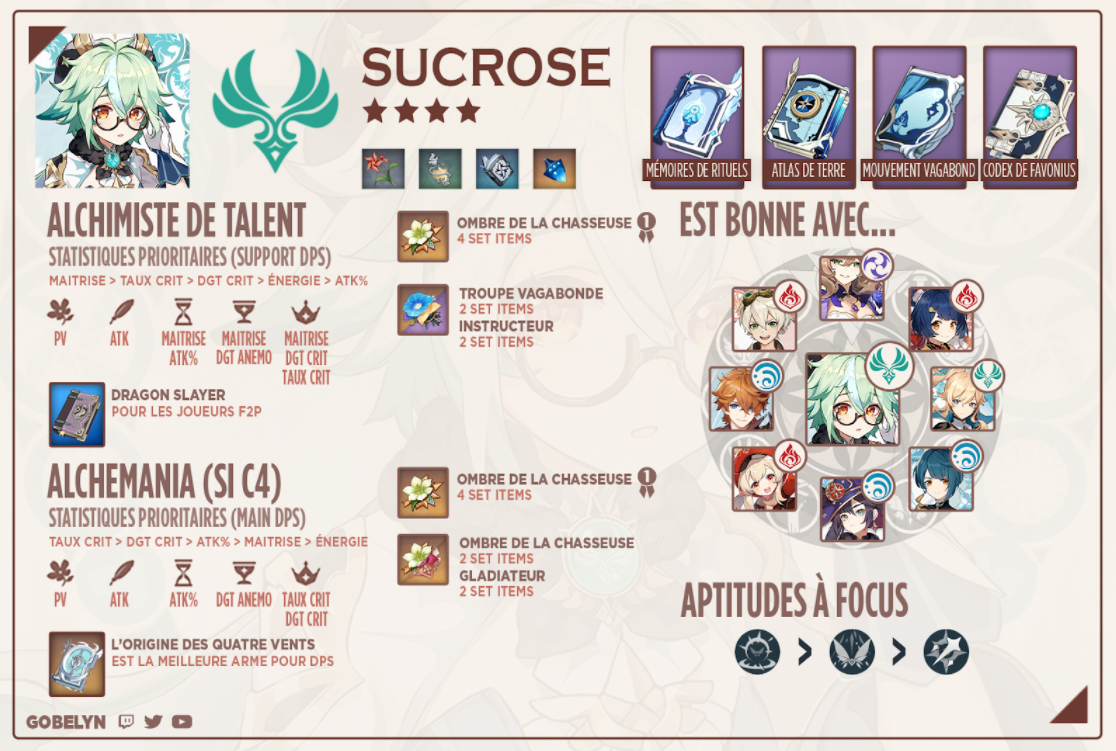 SUCROSE
MÉMOIRES DE RITUELS
ATLAS DE TERRE
MOUVEMENT VAGABOND
CODEX DE FAVONIUS
ALCHIMISTE DE TALENT
STATISTIQUES PRIORITAIRES (SUPPORT DPS)
MAITRISE > TAUX CRIT > DGT CRIT > ÉNERGIE > ATK%
PV
ATK
MAITRISE
ATK%
MAITRISE
DGT ANEMO
MAITRISE
DGT CRIT
TAUX CRIT
DRAGON SLAYER
POUR LES JOUEURS F2P
OMBRE DE LA CHASSEUSE 1
4 SET ITEMS
TROUPE VAGABONDE
2 SET ITEMS
INSTRUCTEUR
2 SET ITEMS
EST BONNE AVEC...
ALCHEMANIA (SI C4)
STATISTIQUES PRIORITAIRES (MAIN DPS)
TAUX CRIT > DGT CRIT > ATK% > MAITRISE > ÉNERGIE
PV
ATK
ATK%
DGT ANEMO
TAUX CRIT
DGT CRIT
L'ORIGINE DES QUATRE VENTS
EST LA MEILLEURE ARME POUR DPS
OMBRE DE LA CHASSEUSE 1
4 SET ITEMS
OMBRE DE LA CHASSEUSE
2 SET ITEMS
GLADIATEUR
2 SET ITEMS
APTITUDES À FOCUS
> >
GOBELYN